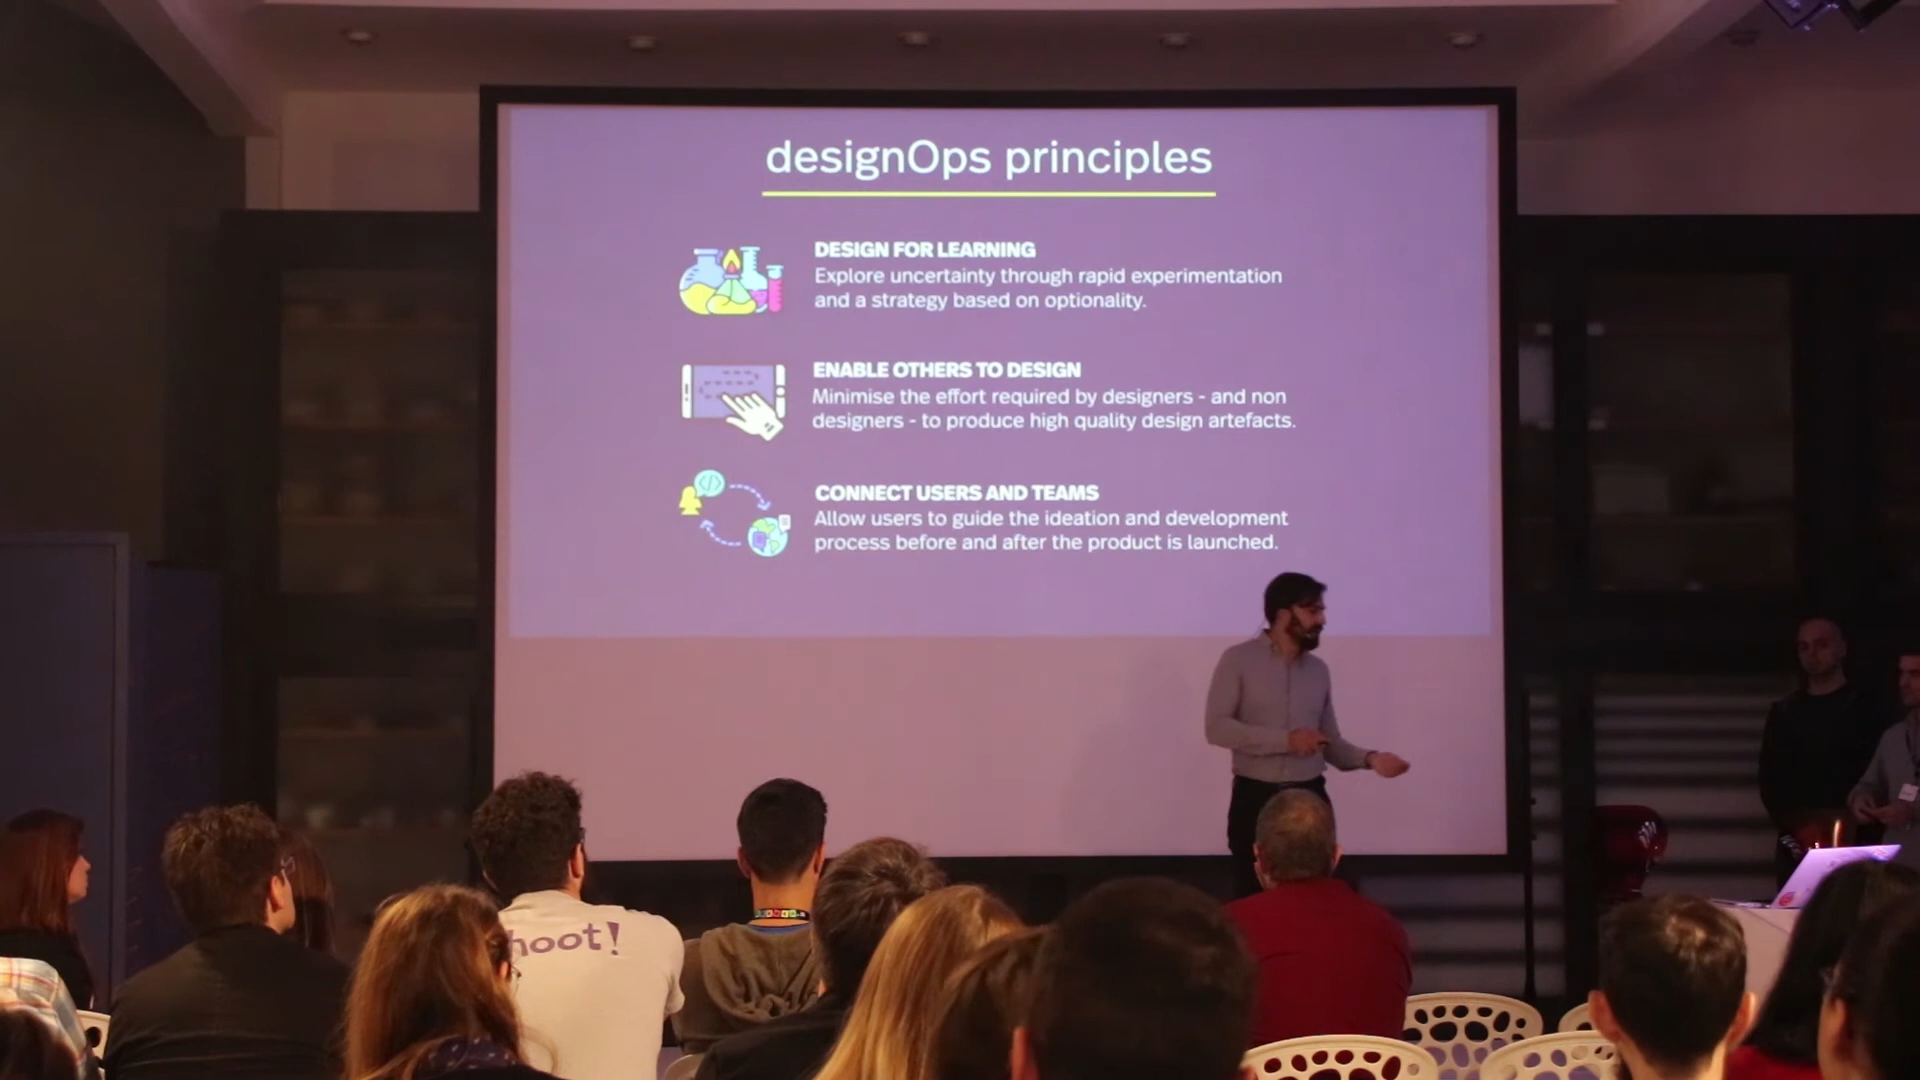 designOps principles
DESIGN FOR LEARNING
Explore uncertainty through rapid experimentation
and a strategy based on optionality.
ENABLE OTHERS TO DESIGN
Minimise the effort required by designers - and non
designers - to produce high quality design artefacts.
CONNECT USERS AND TEAMS
Allow users to guide the ideation and development
process before and after the product is launched.
hoot!